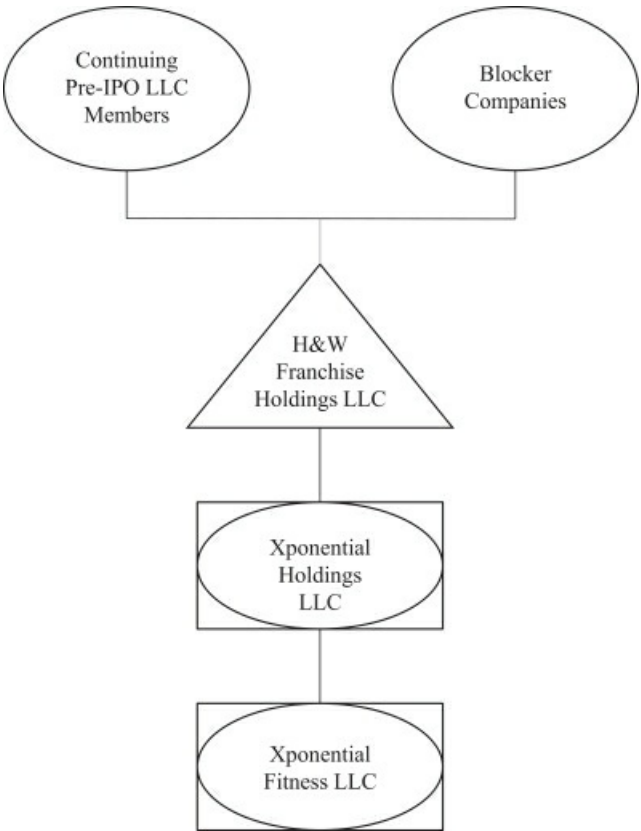 Continuing
Pre-IPO LLC
Members
Blocker
Companies
H&W
Franchise
Holdings LLC
Xponential
Holdings
LLC
Xponential
Fitness LLC